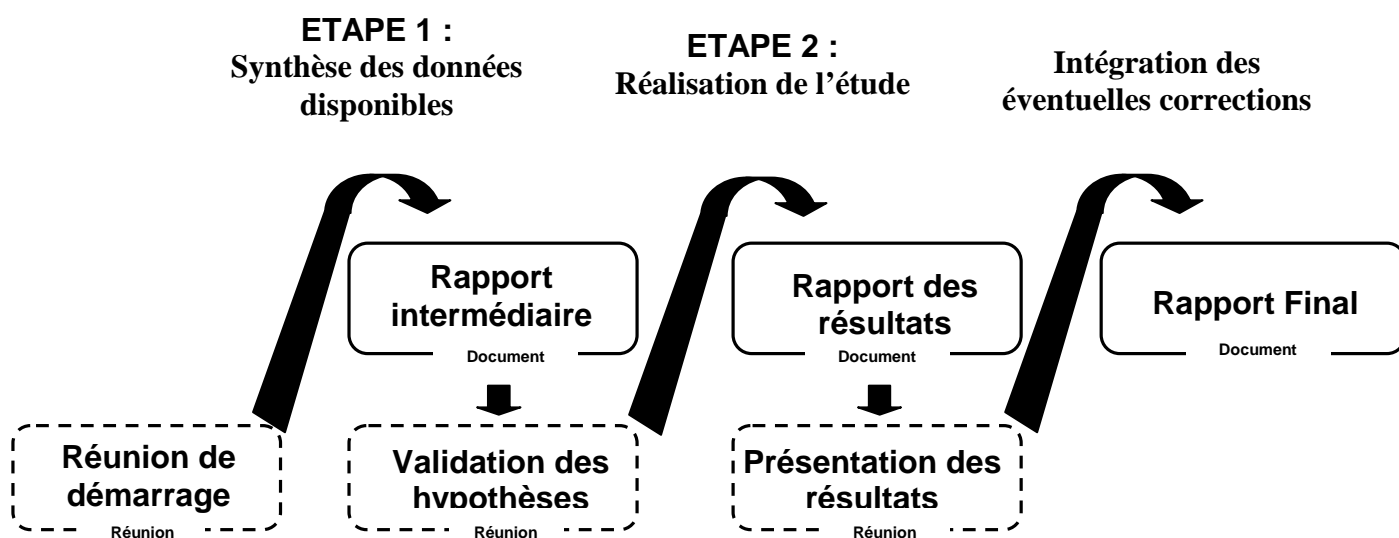 ETAPE 1 :
Synthèse des données
disponibles
ETAPE 2 :
Réalisation de l’étude
Intégration des
éventuelles corrections
Rapport
intermédiaire
Document
Rapport des
résultats
Document
Rapport Final
Document
Réunion de
démarrage
Réunion
Validation des
hypothèses
Réunion
Présentation des
résultats
Réunion